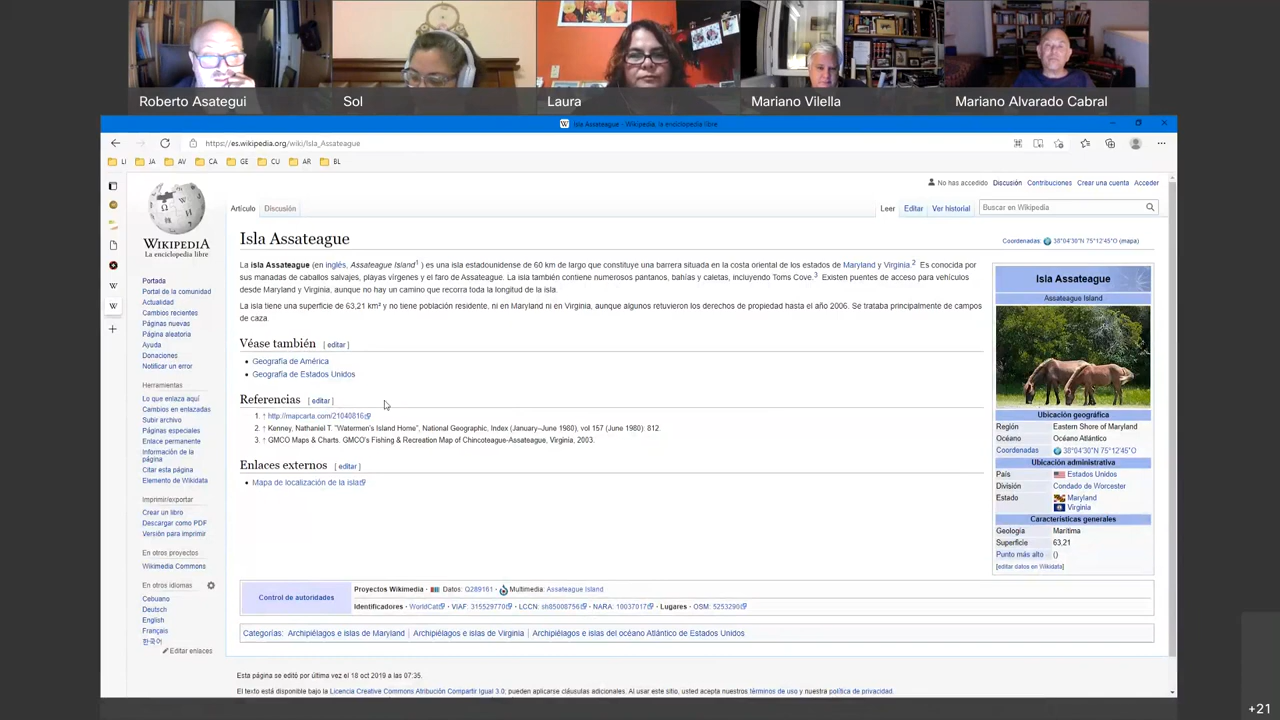 Roberto Asategui
Sol
Laura
Mariano Vilella
Mariano Alvarado Cabral
Isla Assateague - Wikipedia, la enciclopedia libre
https://es.wikipedia.org/wiki/Isla_Assateague
LI JA AV CA GE CU AR BL
No has accedido Discusión Contribuciones Crear una cuenta Acceder
Artículo Discusión Leer Editar Ver historial Buscar en Wikipedia
WIKIPEDIA
La enciclopedia libre
Portada
Portal de la comunidad
Actualidad
Cambios recientes
Páginas nuevas
Página aleatoria
Ayuda
Donaciones
Notificar un error
Herramientas
Lo que enlaza aquí
Cambios en enlazadas
Subir archivo
Páginas especiales
Enlace permanente
Información de la
página
Citar esta página
Elemento de Wikidata
Imprimir/exportar
Crear un libro
Descargar como PDF
Versión para imprimir
En otros proyectos
Wikimedia Commons
En otros idiomas
Cebuano
Deutsch
English
Français
한국어
Editar enlaces
Isla Assateague
Coordenadas: 38°04′30″N 75°12′45″O (mapa)
La isla Assateague (en inglés, Assateague Island1 ) es una isla estadounidense de 60 km de largo que constituye una barrera situada en la costa oriental de los estados de Maryland y Virginia.2 Es conocida por
sus manadas de caballos salvajes, playas vírgenes y el faro de Assateague. La isla también contiene numerosos pantanos, bahías y caletas, incluyendo Toms Cove.3 Existen puentes de acceso para vehículos
desde Maryland y Virginia, aunque no hay un camino que recorra toda la longitud de la isla.
La isla tiene una superficie de 63,21 km² y no tiene población residente, ni en Maryland ni en Virginia, aunque algunos retuvieron los derechos de propiedad hasta el año 2006. Se trataba principalmente de campos
de caza.
Véase también [ editar ]
• Geografía de América
• Geografía de Estados Unidos
Referencias [ editar ]
1. ↑ http://mapcarta.com/21040816
2. ↑ Kenney, Nathaniel T. "Watermen's Island Home", National Geographic, Index (January–June 1980), vol 157 (June 1980): 812.
3. ↑ GMCO Maps & Charts. GMCO's Fishing & Recreation Map of Chincoteague-Assateague, Virginia, 2003.
Enlaces externos [ editar ]
• Mapa de localización de la isla
Isla Assateague
Assateague Island
Ubicación geográfica
Región Eastern Shore of Maryland
Océano Océano Atlántico
Coordenadas 38°04′30″N 75°12′45″O
Ubicación administrativa
País Estados Unidos
División Condado de Worcester
Estado Maryland
Virginia
Características generales
Geología Marítima
Superficie 63,21
Punto más alto ()
[editar datos en Wikidata]
Control de autoridades
Proyectos Wikimedia · Datos: Q289161 · Multimedia: Assateague Island
Identificadores · WorldCat · VIAF: 315529770 · LCCN: sh85008756 · NARA: 10037017 · Lugares · OSM: 5253290
Categorías: Archipiélagos e islas de Maryland | Archipiélagos e islas de Virginia | Archipiélagos e islas del océano Atlántico de Estados Unidos
Esta página se editó por última vez el 18 oct 2019 a las 07:35.
El texto está disponible bajo la Licencia Creative Commons Atribución Compartir Igual 3.0; pueden aplicarse cláusulas adicionales. Al usar este sitio, usted acepta nuestros términos de uso y nuestra política de privacidad.
+21